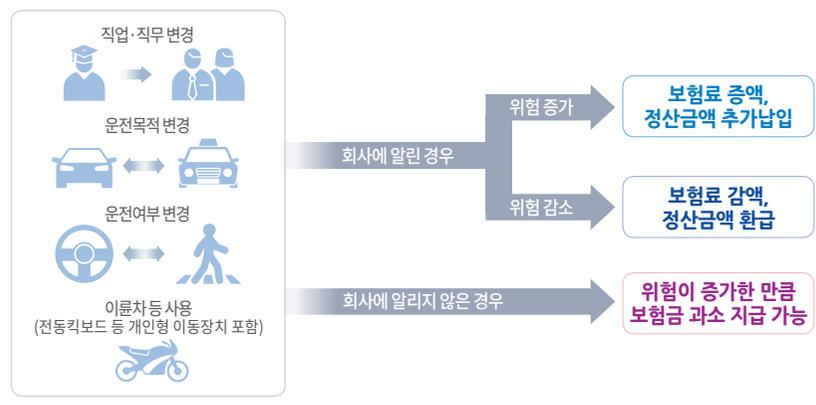 직업·직무 변경
운전목적 변경
운전여부 변경
이륜차 등 사용
(전동킥보드 등 개인형 이동장치 포함)
회사에 알린 경우
위험 증가
보험료 증액,
정산금액 추가납입
위험 감소
보험료 감액,
정산금액 환급
회사에 알리지 않은 경우
위험이 증가한 만큼
보험금 과소 지급 가능